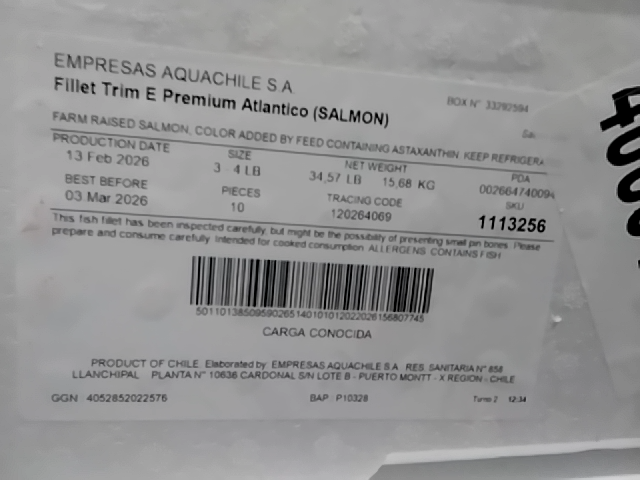 EMPRESAS AQUACHILE S.A.
Fillet Trim E Premium Atlantico (SALMON)
BOX N° 33292594
FARM RAISED SALMON, COLOR ADDED BY FEED CONTAINING ASTAXANTHIN. KEEP REFRIGERA
PRODUCTION DATE SIZE NET WEIGHT PDA
13 Feb 2026 3 - 4 LB 34,57 LB 15,68 KG 002664740094
BEST BEFORE PIECES TRACING CODE SKU
03 Mar 2026 10 120264069 1113256
This fish fillet has been inspected carefully, but might be the possibility of presenting small pin bones. Please
prepare and consume carefully. Intended for cooked consumption. ALLERGENS: CONTAINS FISH
CARGA CONOCIDA
PRODUCT OF CHILE Elaborated by: EMPRESAS AQUACHILE S.A. RES. SANITARIA N° 858
LLANCHIPAL PLANTA N° 10636 CARDONAL S/N LOTE B - PUERTO MONTT - X REGION - CHILE
GGN : 4052852022576 BAP : P10328 Turno 2 12:34